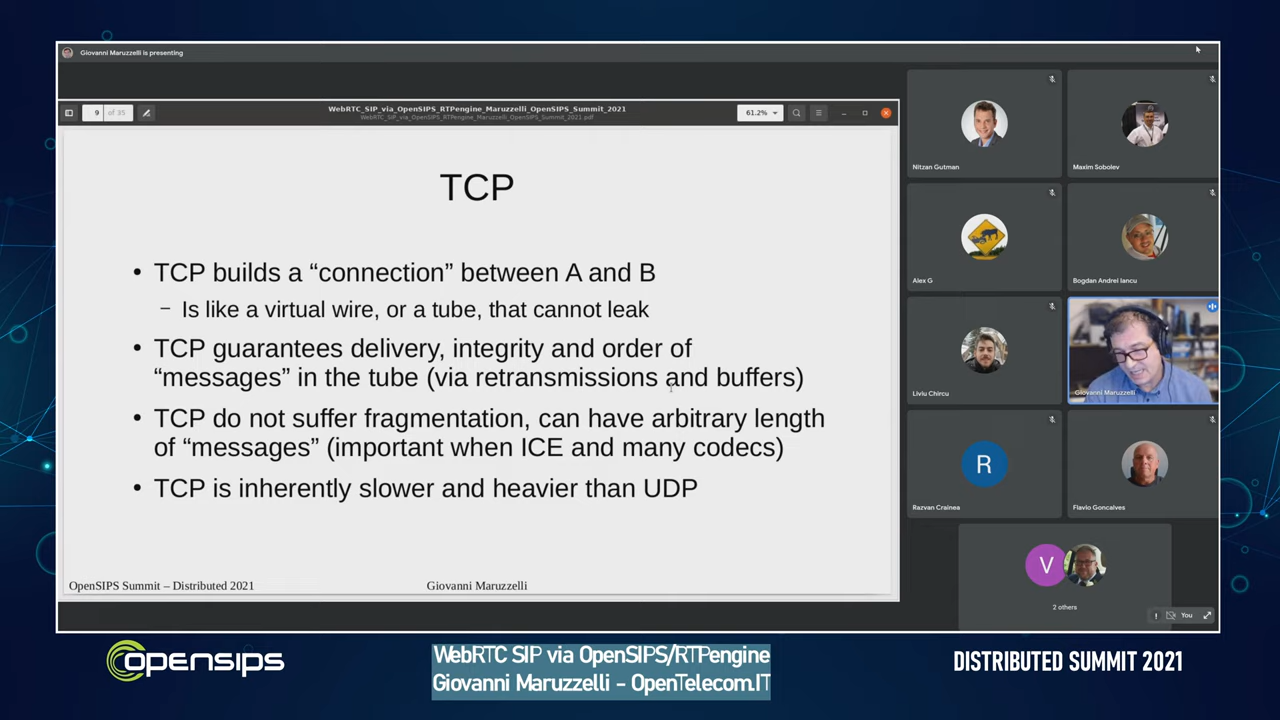 Giovanni Maruzzelli is presenting
9 of 35
WebRTC_SIP_via_OpenSIPS_RTPengine_Maruzzelli_OpenSIPS_Summit_2021
WebRTC_SIP_via_OpenSIPS_RTPengine_Maruzzelli_OpenSIPS_Summit_2021.pdf
61.2%
TCP
• TCP builds a “connection” between A and B
– Is like a virtual wire, or a tube, that cannot leak
• TCP guarantees delivery, integrity and order of
“messages” in the tube (via retransmissions and buffers)
• TCP do not suffer fragmentation, can have arbitrary length
of “messages” (important when ICE and many codecs)
• TCP is inherently slower and heavier than UDP
OpenSIPS Summit – Distributed 2021
Giovanni Maruzzelli
Nitzan Gutman
Maxim Sobolev
Alex G
Bogdan Andrei Iancu
Liviu Chircu
Giovanni Maruzzelli
R
Razvan Crainea
Flavio Goncalves
V
2 others
You
opensips
WebRTC SIP via OpenSIPS/RTPengine
Giovanni Maruzzelli - OpenTelecom.IT
DISTRIBUTED SUMMIT 2021